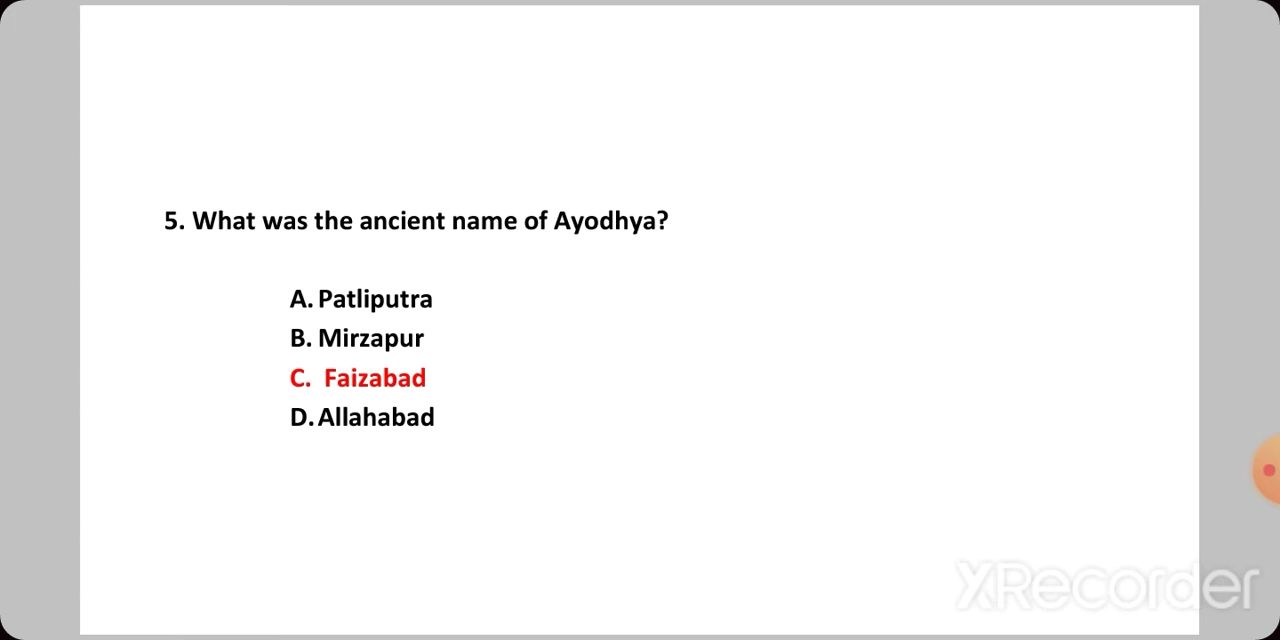 5. What was the ancient name of Ayodhya?
A. Patliputra
B. Mirzapur
C. Faizabad
D. Allahabad
XRecorder